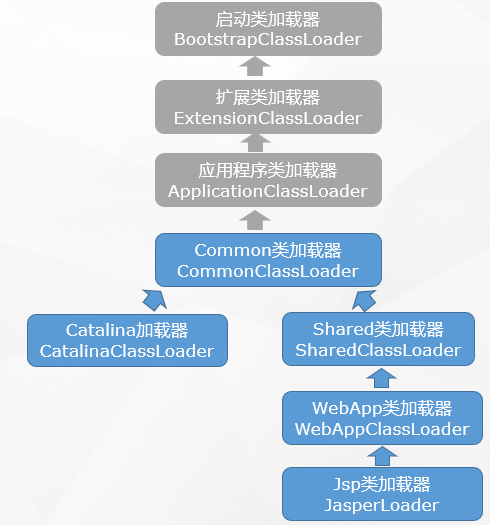 启动类加载器
BootstrapClassLoader
扩展类加载器
ExtensionClassLoader
应用程序类加载器
ApplicationClassLoader
Common类加载器
CommonClassLoader
Catalina加载器
CatalinaClassLoader
Shared类加载器
SharedClassLoader
WebApp类加载器
WebAppClassLoader
Jsp类加载器
JasperLoader